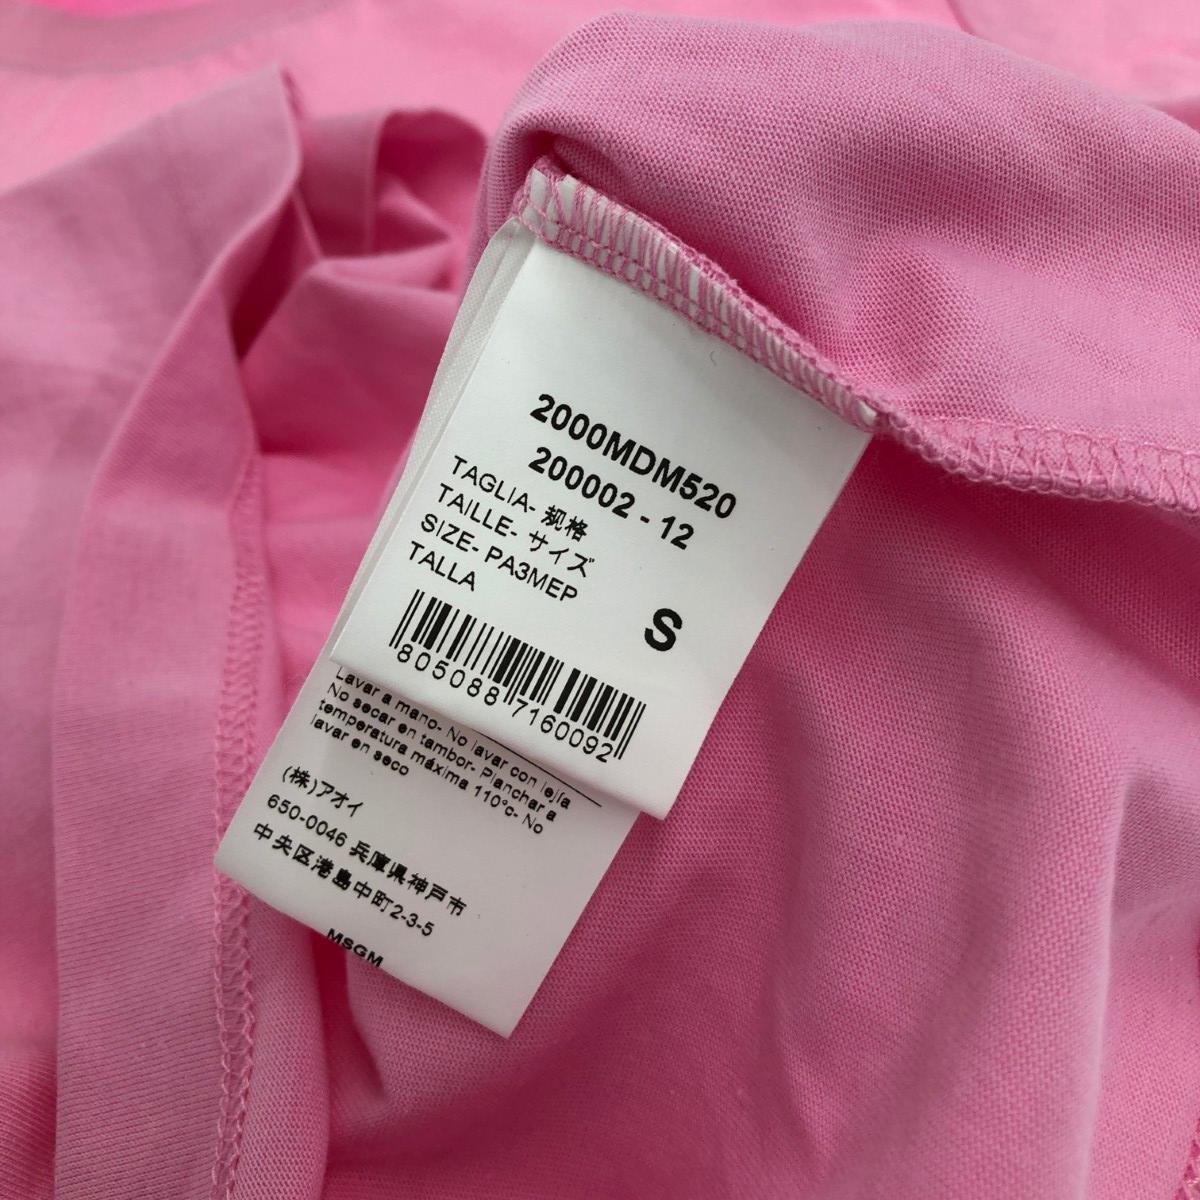 2000MDM520
200002 - 12
TAGLIA- 规格
TAILLE- サイズ
SIZE- PA3MEP
TALLA
S
805088 7160092
Lavar a mano- No lavar con lejía
No secar en tambor- Planchar a
temperatura máxima 110°c- No
lavar en seco
(株)アオイ
650-0046 兵庫県神戸市
中央区港島中町2-3-5
MSGM